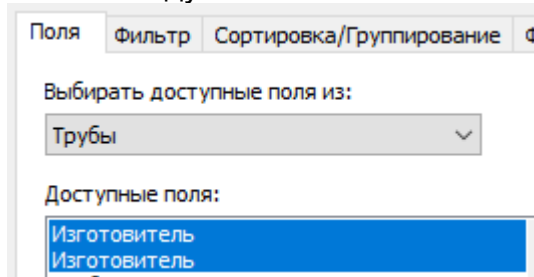 Поля Фильтр Сортировка/Группирование
Выбирать доступные поля из:
Трубы
Доступные поля:
Изготовитель
Изготовитель